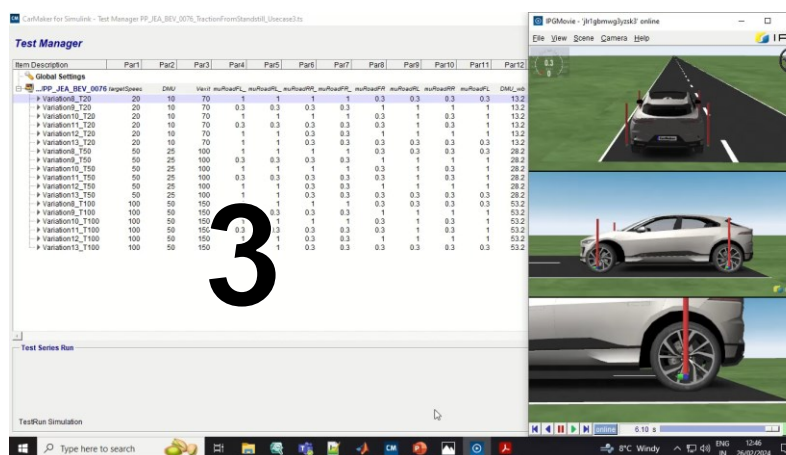 CarMaker for Simulink - Test Manager PP_JEA_BEV_0076_TractionFromStandstill_Usecase3.ts
Test Manager
Item Description Par1 Par2 Par3 Par4 Par5 Par6 Par7 Par8 Par9 Par10 Par11 Par12
Global Settings
...IPP_JEA_BEV_0076 targetSpeed DMU Vexit muRoadFL_ muRoadRL_ muRoadRR_ muRoadFR_ muRoadFR muRoadRL muRoadRR muRoadFL DMU_wb
Variation8_T20 20 10 70 1 1 1 1 0.3 0.3 0.3 0.3 13.2
Variation9_T20 20 10 70 0.3 0.3 0.3 0.3 1 1 1 1 13.2
Variation10_T20 20 10 70 1 1 1 0.3 0.3 1 1 1 13.2
Variation11_T20 20 10 70 0.3 0.3 0.3 0.3 0.3 1 0.3 1 13.2
Variation12_T20 20 10 70 1 1 0.3 0.3 1 1 1 1 13.2
Variation13_T20 20 10 70 1 1 0.3 0.3 0.3 0.3 0.3 0.3 13.2
Variation8_T50 50 25 100 1 1 1 1 0.3 0.3 0.3 0.3 28.2
Variation9_T50 50 25 100 0.3 0.3 0.3 0.3 1 1 1 1 28.2
Variation10_T50 50 25 100 1 1 1 0.3 0.3 1 0.3 1 28.2
Variation11_T50 50 25 100 0.3 0.3 0.3 0.3 0.3 1 0.3 1 28.2
Variation12_T50 50 25 100 1 1 0.3 0.3 1 1 1 1 28.2
Variation13_T50 50 25 100 1 1 0.3 0.3 0.3 0.3 0.3 0.3 28.2
Variation8_T100 100 50 150 1 1 0.3 0.3 0.3 0.3 53.2
Variation9_T100 100 50 150 0.3 0.3 0.3 1 1 1 1 53.2
Variation10_T100 100 50 150 1 0.3 0.3 0.3 1 0.3 1 53.2
Variation11_T100 100 50 150 0.3 0.3 0.3 0.3 0.3 1 0.3 1 53.2
Variation12_T100 100 50 150 1 0.3 0.3 1 1 1 1 53.2
Variation13_T100 100 50 150 1 0.3 0.3 0.3 0.3 0.3 0.3 53.2
3
Test Series Run
TestRun Simulation
IPGMovie - 'jlr1gbmwg3yzsk3' online
File View Scene Camera Help
0.3
0
online 6.10 s
Type here to search
8°C Windy
ENG
IN
12:46
26/02/2024